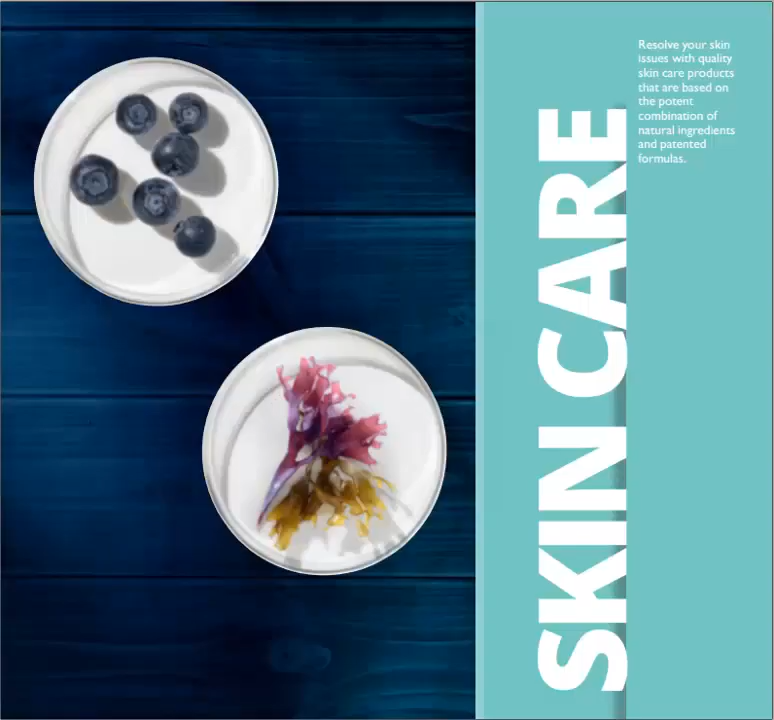 SKIN CARE
Resolve your skin
issues with quality
skin care products
that are based on
the potent
combination of
natural ingredients
and patented
formulas.